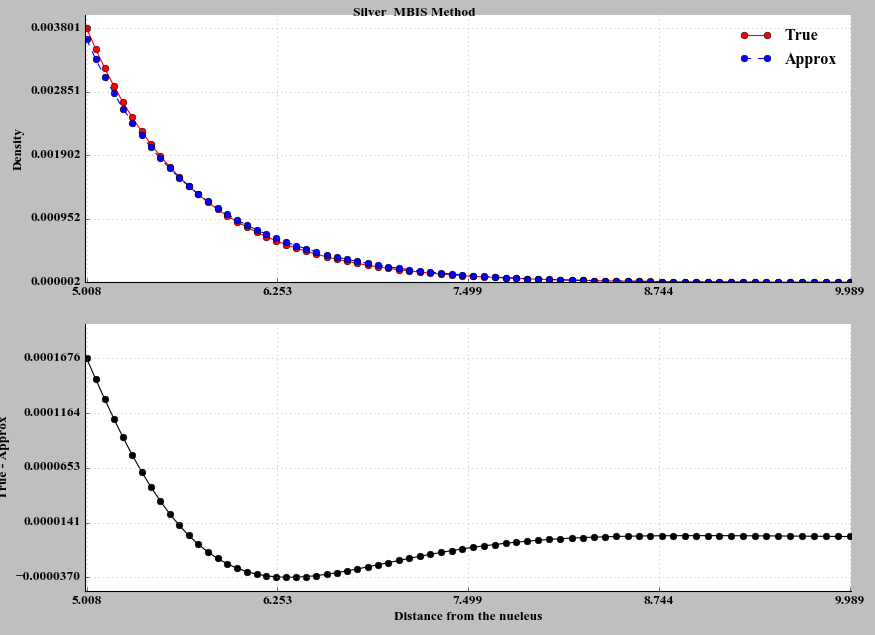 Silver MBIS Method
0.003801
0.002851
0.001902
0.000952
0.000002
Density
True
Approx
5.008 6.253 7.499 8.744 9.989
0.0001676
0.0001164
0.0000653
0.0000141
−0.0000370
True - Approx
5.008 6.253 7.499 8.744 9.989
Distance from the nucleus